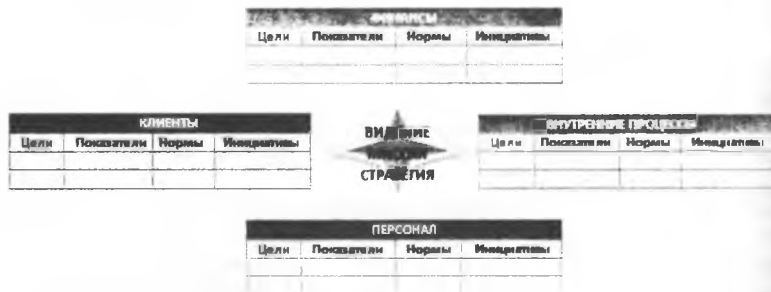 ФИНАНСЫ
Цели Показатели Нормы Инициативы
КЛИЕНТЫ
Цели Показатели Нормы Инициативы
ВИДЕНИЕ
МИССИЯ
СТРАТЕГИЯ
ВНУТРЕННИЕ ПРОЦЕССЫ
Цели Показатели Нормы Инициативы
ПЕРСОНАЛ
Цели Показатели Нормы Инициативы